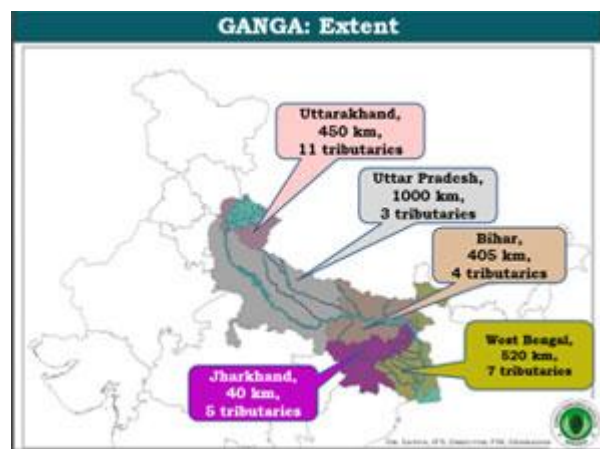 GANGA: Extent
Uttarakhand,
450 km,
11 tributaries
Uttar Pradesh,
1000 km,
3 tributaries
Bihar,
405 km,
4 tributaries
West Bengal,
520 km,
7 tributaries
Jharkhand,
40 km,
5 tributaries